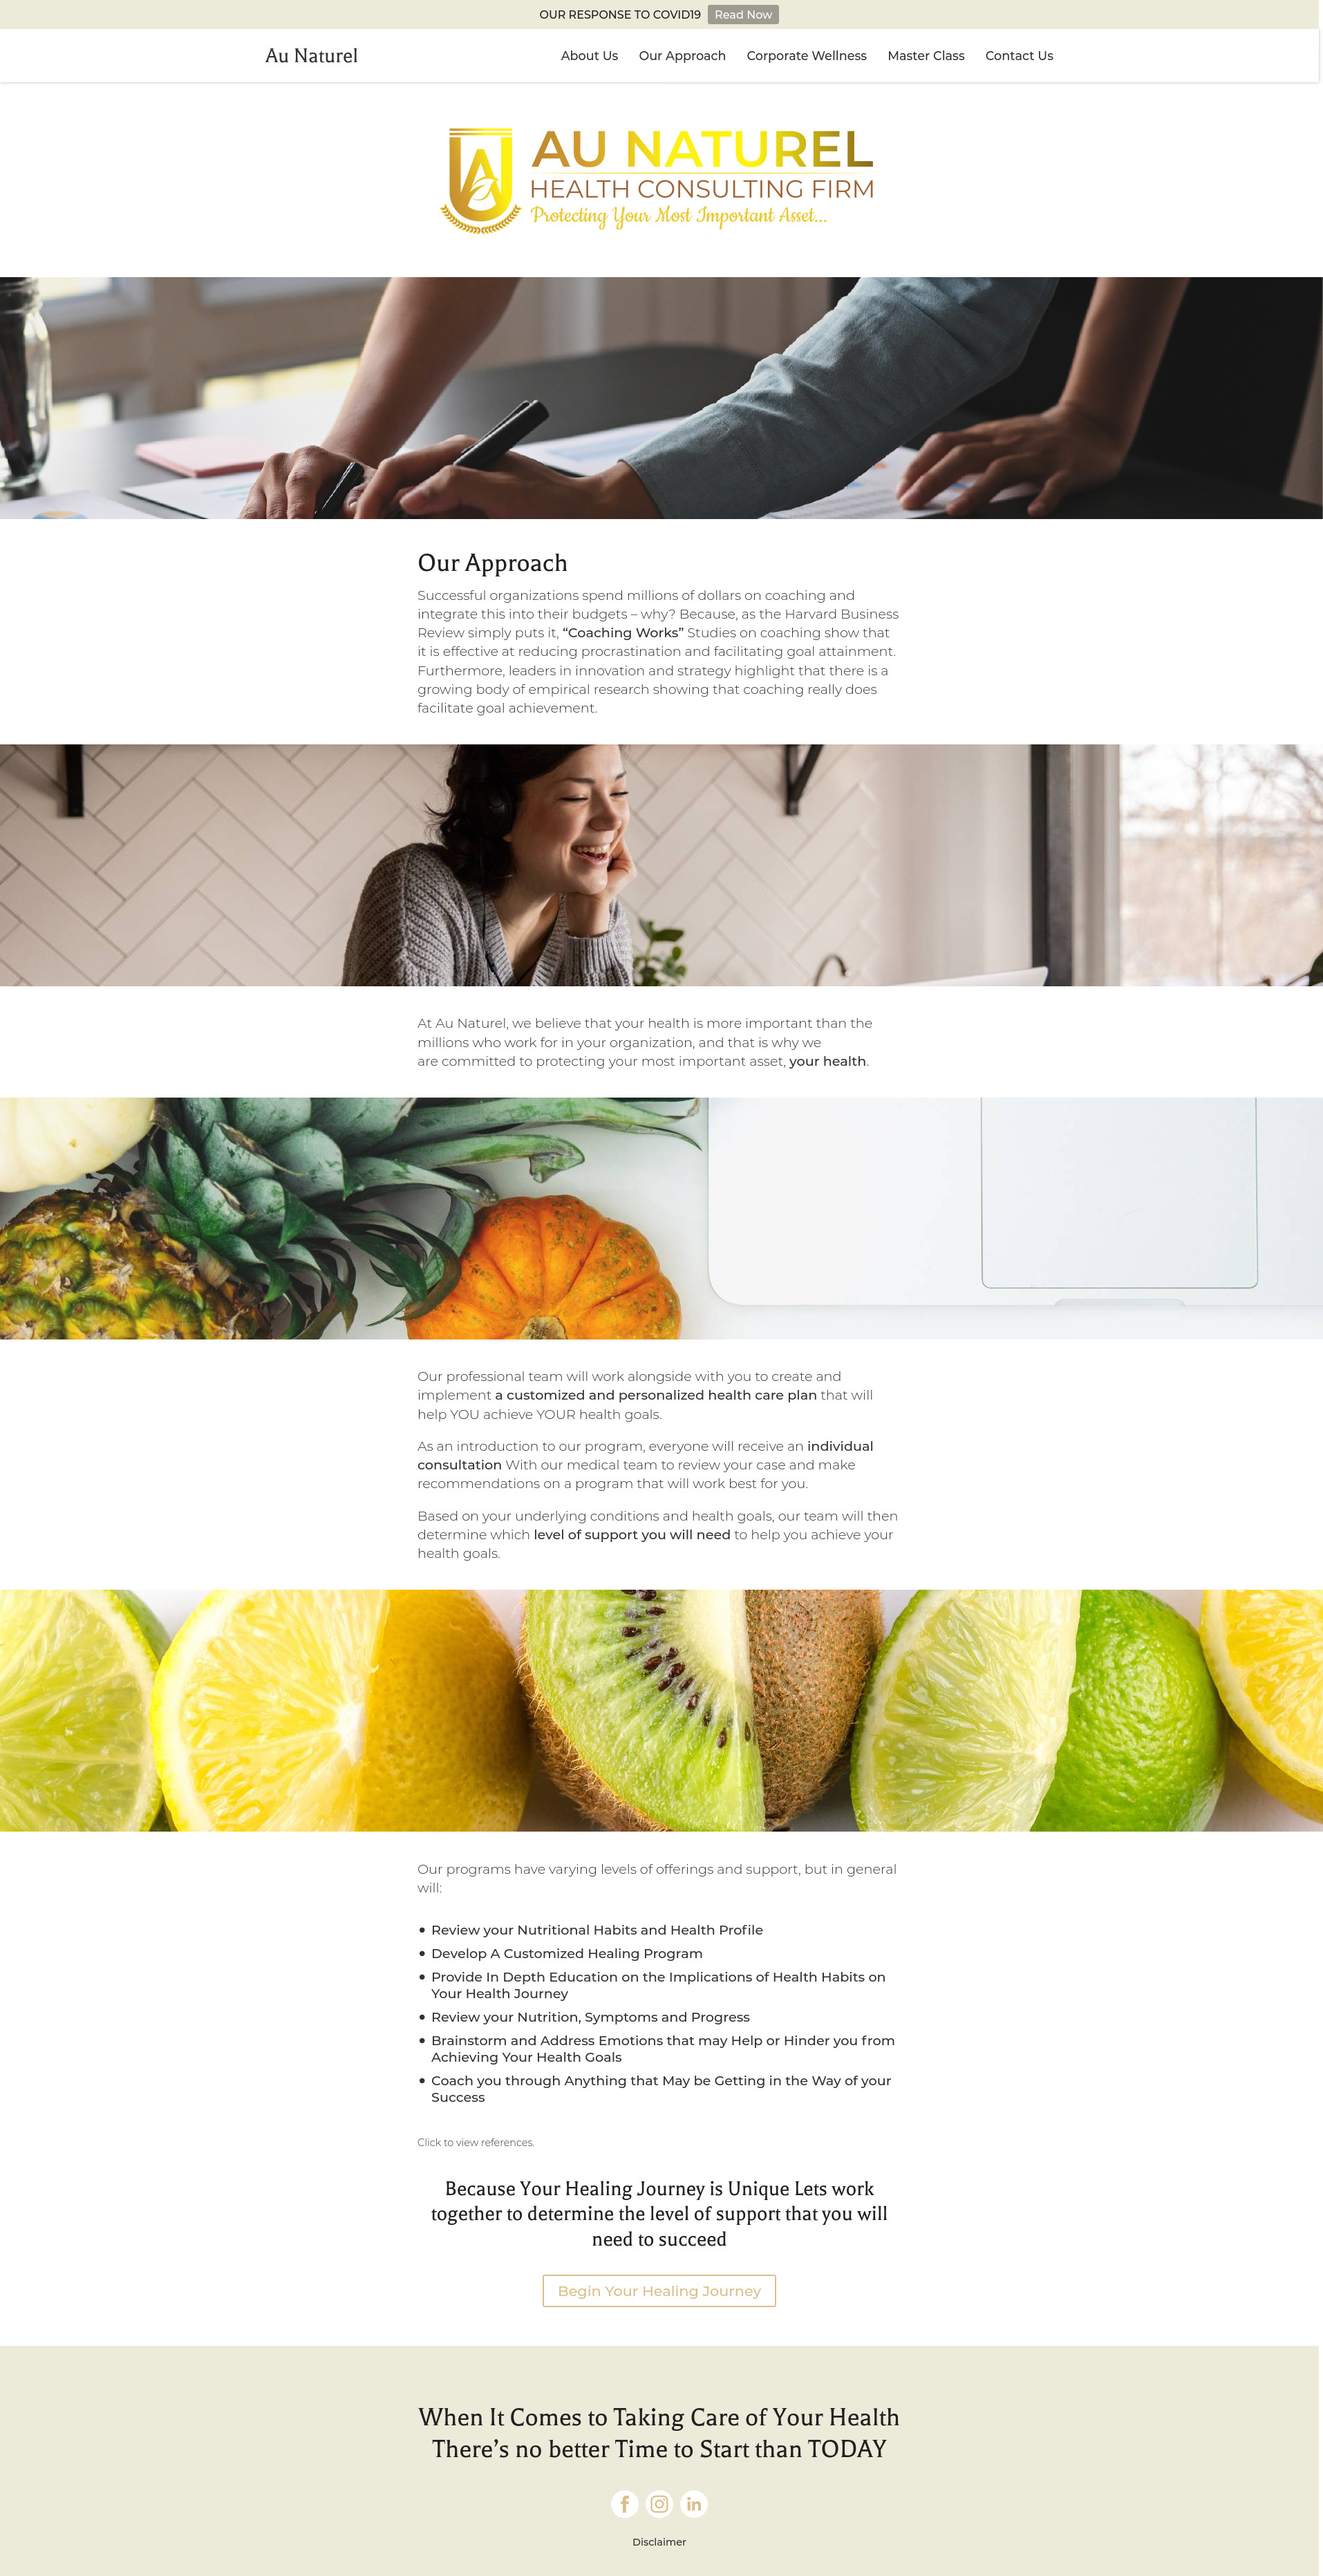 OUR RESPONSE TO COVID19 Read Now
Au Naturel
About Us Our Approach Corporate Wellness Master Class Contact Us
AU NATUREL
HEALTH CONSULTING FIRM
Protecting Your Most Important Asset...
Our Approach
Successful organizations spend millions of dollars on coaching and
integrate this into their budgets – why? Because, as the Harvard Business
Review simply puts it, “Coaching Works” Studies on coaching show that
it is effective at reducing procrastination and facilitating goal attainment.
Furthermore, leaders in innovation and strategy highlight that there is a
growing body of empirical research showing that coaching really does
facilitate goal achievement.
At Au Naturel, we believe that your health is more important than the
millions who work for in your organization, and that is why we
are committed to protecting your most important asset, your health.
Our professional team will work alongside with you to create and
implement a customized and personalized health care plan that will
help YOU achieve YOUR health goals.
As an introduction to our program, everyone will receive an individual
consultation With our medical team to review your case and make
recommendations on a program that will work best for you.
Based on your underlying conditions and health goals, our team will then
determine which level of support you will need to help you achieve your
health goals.
Our programs have varying levels of offerings and support, but in general
will:
• Review your Nutritional Habits and Health Profile
• Develop A Customized Healing Program
• Provide In Depth Education on the Implications of Health Habits on
Your Health Journey
• Review your Nutrition, Symptoms and Progress
• Brainstorm and Address Emotions that may Help or Hinder you from
Achieving Your Health Goals
• Coach you through Anything that May be Getting in the Way of your
Success
Click to view references.
Because Your Healing Journey is Unique Lets work
together to determine the level of support that you will
need to succeed
Begin Your Healing Journey
When It Comes to Taking Care of Your Health
There’s no better Time to Start than TODAY
Disclaimer